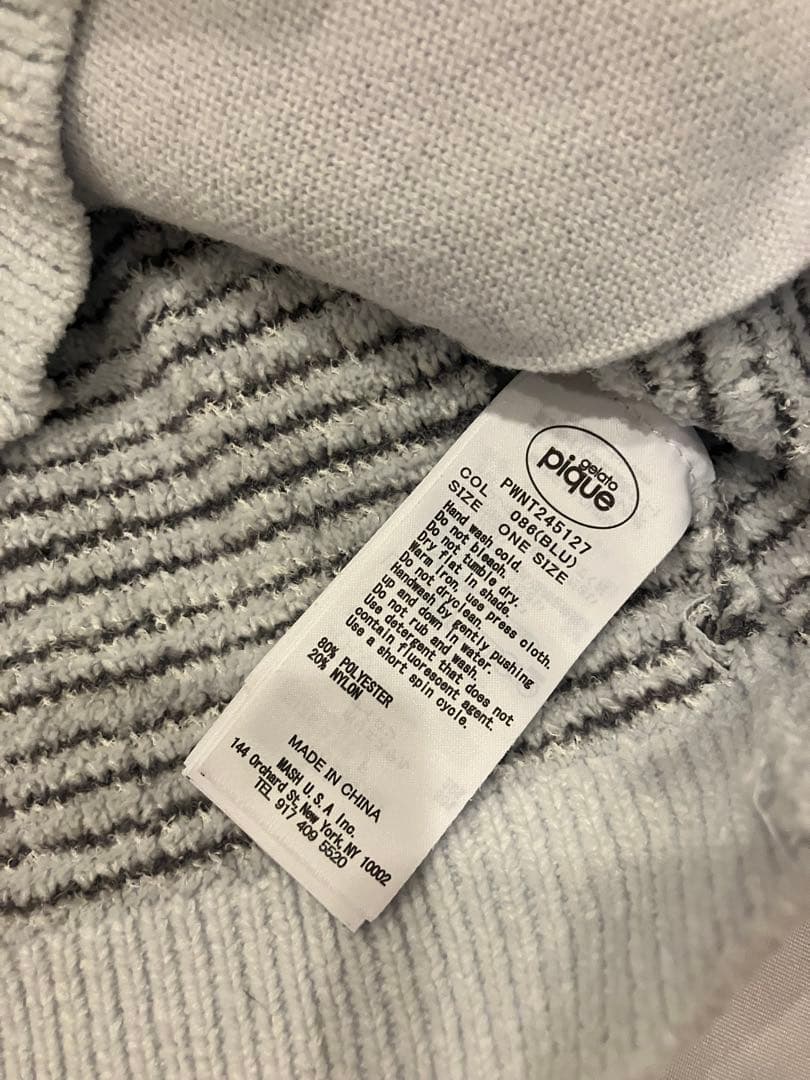 gelato
pique
PWNT245127
COL 086(BLU)
SIZE ONE SIZE
Hand wash cold.
Do not bleach.
Do not tumble dry.
Dry flat in shade.
Warm Iron, use press cloth.
Do not dryclean.
Handwash by gently pushing
up and down in water.
Do not rub and wash.
Use detergent that does not
contain fluorescent agent.
Use a short spin cycle.
80% POLYESTER
20% NYLON
MADE IN CHINA
MASH U.S.A Inc.
144 Orchard St, New York, NY 10002
TEL 917 409 5520